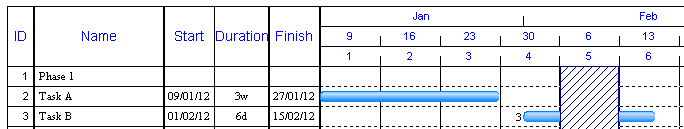 Jan Feb
ID Name Start Duration Finish 9 16 23 30 6 13
1 2 3 4 5 6
1 Phase 1
2 Task A 09/01/12 3w 27/01/12
3 Task B 01/02/12 6d 15/02/12 3